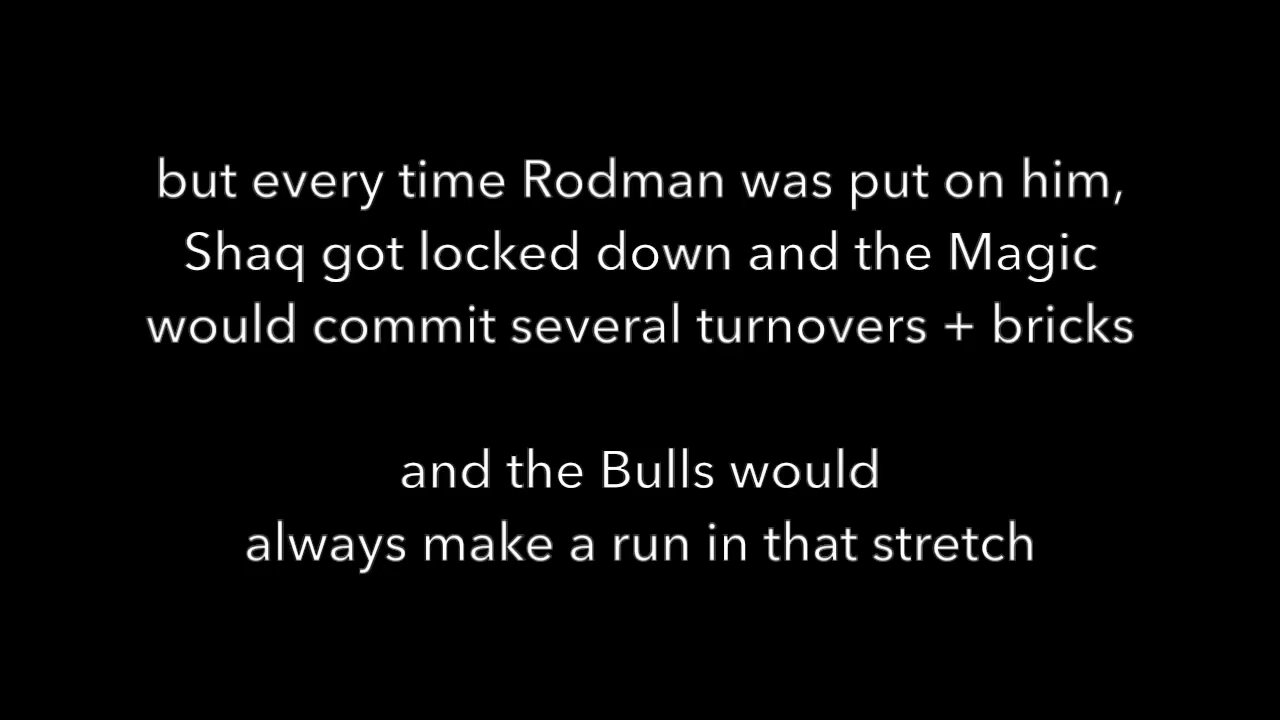 but every time Rodman was put on him,
Shaq got locked down and the Magic
would commit several turnovers + bricks
and the Bulls would
always make a run in that stretch